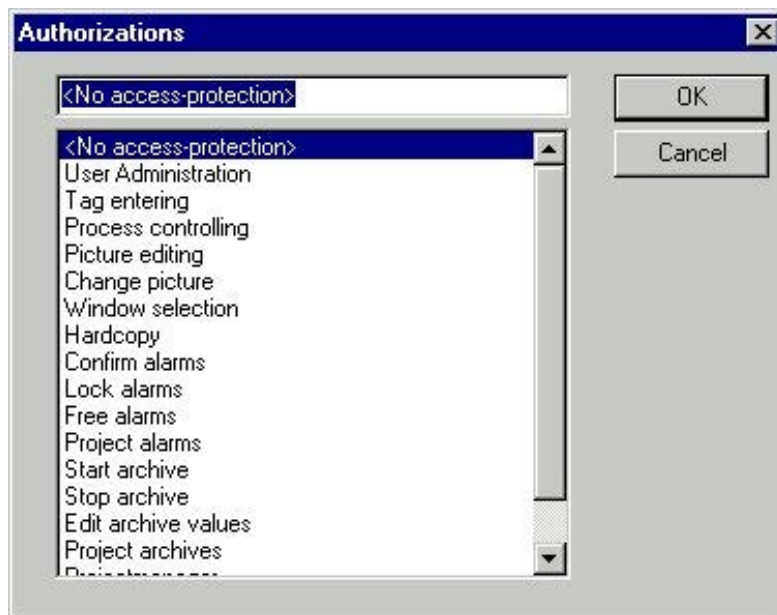 Authorizations
<No access-protection>
OK
<No access-protection>
Cancel
User Administration
Tag entering
Process controlling
Picture editing
Change picture
Window selection
Hardcopy
Confirm alarms
Lock alarms
Free alarms
Project alarms
Start archive
Stop archive
Edit archive values
Project archives